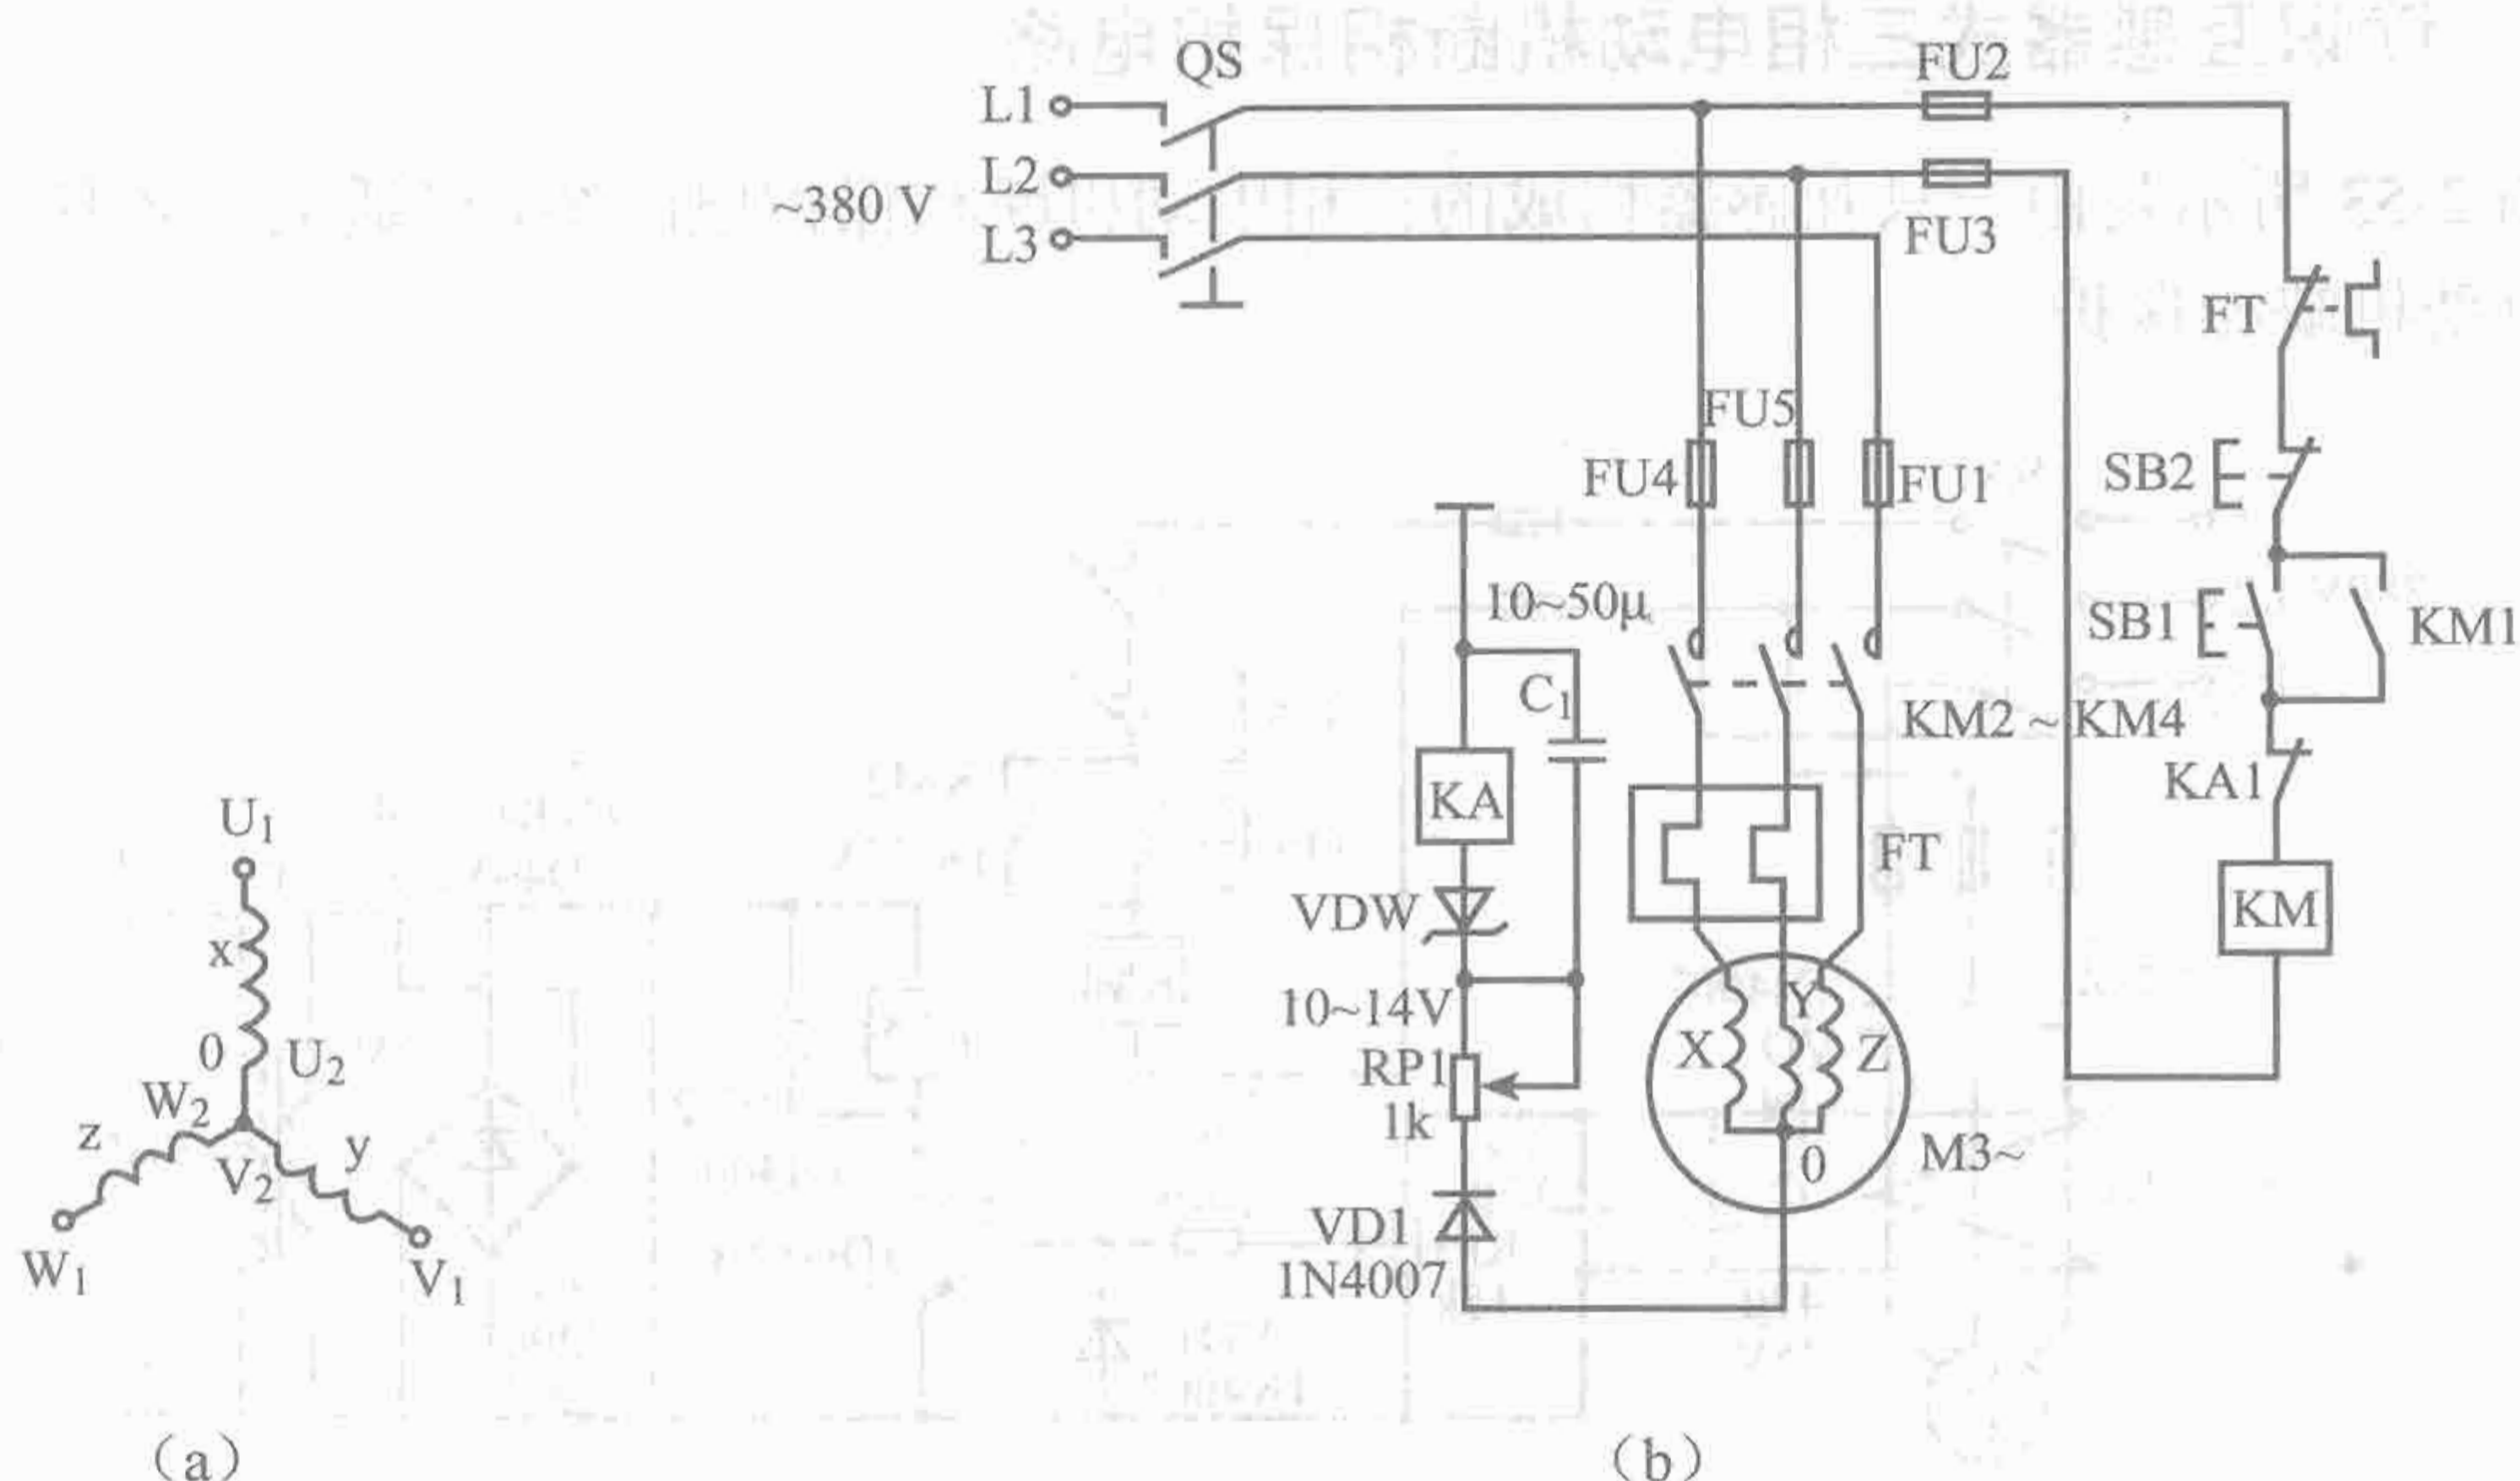 QS
FU2
L1
L2
~380 V
FU3
L3
FT
FU5
FU4
FU1
SB2
10~50μ
SB1
KM1
C1
KM2 ~ KM4
KA1
KA
FT
U1
VDW
KM
x
10~14V
Y
0
U2
X
Z
RP1
W2
1k
z
y
V2
0
M3~
VD1
W1
V1
1N4007
(a)
(b)